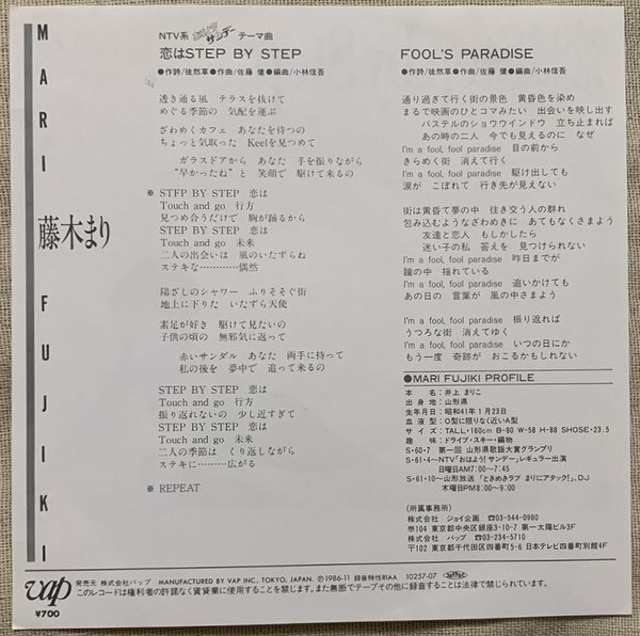 MARI FUJIKI
藤木まり
NTV系 おはよう!サンデー テーマ曲
恋はSTEP BY STEP
●作詩/徒然草●作曲/佐藤 健●編曲/小林信吾
透き通る風 テラスを抜けて
めぐる季節の 気配を運ぶ
ざわめくカフェ あなたを待つの
ちょっと気取った Keelを見つめて
ガラスドアから あなた 手を振りながら
“早かったね”と 笑顔で 駆けて来るの
※ STFP BY STEP 恋は
Touch and go 行方
見つめ合うだけで 胸が踊るから
STEP BY STEP 恋は
Touch and go 未来
二人の出会いは 風のいたずらね
ステキな…………偶然
陽ざしのシャワー ふりそそぐ街
地上に下りた いたずら天使
素足が好き 駆けて見たいの
子供の頃の 無邪気に返って
赤いサンダル あなた 両手に持って
私の後を 夢中で 追って来るの
STEP BY STEP 恋は
Touch and go 行方
振り返れないの 少し近すぎて
STEP BY STEP 恋は
Touch and go 未来
二人の季節は くり返しながら
ステキに………広がる
※ REPEAT
FOOL'S PARADISE
●作詩/徒然草●作曲/佐藤 健●編曲/小林信吾
通り過ぎて行く街の景色 黄昏色を染め
まるで映画のひとコマみたい 出会いを映し出す
パステルのショウウインドウ 立ち止まれば
あの時の二人 今でも見えるのに なぜ
I'm a fool, fool paradise 目の前から
きらめく街 消えて行く
I'm a fool, fool paradise 駆け出しても
涙が こぼれて 行き先が見えない
街は黄昏て夢の中 往き交う人の群れ
包み込むようなざわめきに あてもなくさまよう
友達と恋人 もしかしたら
迷い子の私 答えを 見つけられない
I'm a fool, fool paradise 昨日までが
瞳の中 揺れている
I'm a fool, fool paradise 追いかけても
あの日の 言葉が 風の中さまよう
I'm a fool, fool paradise 振り返れば
うつろな街 消えてゆく
I'm a fool, fool paradise いつの日にか
もう一度 奇跡が おこるかもしれない
●MARI FUJIKI PROFILE
本名:井上 まりこ
出身地:山形県
生年月日:昭和41年1月23日
血液型:O型に限りなく近いA型
サイズ:TALL・160cm B-80 W-58 H-88 SHOSE・23.5
趣味:ドライブ・スキー・編物
S・60・7 第一回 山形県歌謡大賞グランプリ
S・61・4〜NTV「おはよう!サンデー」レギュラー出演
日曜日AM7:00〜7:45
S・61・10〜山形放送「ときめきラブ まりにアタック!」、DJ
木曜日PM8:00〜9:00
(所属事務所)
株式会社 ジョイ企画 ☎03-544-0980
〒104 東京都中央区銀座3-10-7 第一太陽ビル3F
株式会社 バップ ☎03-234-5710
〒102 東京都千代田区四番町5-6 日本テレビ四番町別館4F
vap
¥700
発売元 株式会社バップ MANUFACTURED BY VAP INC., TOKYO, JAPAN. Ⓟ1986・11 録音特性RIAA 10257-07
このレコードは権利者の許諾なく賃貸業に使用することを禁じます。また無断でテープその他に録音することは法律で禁じられています。